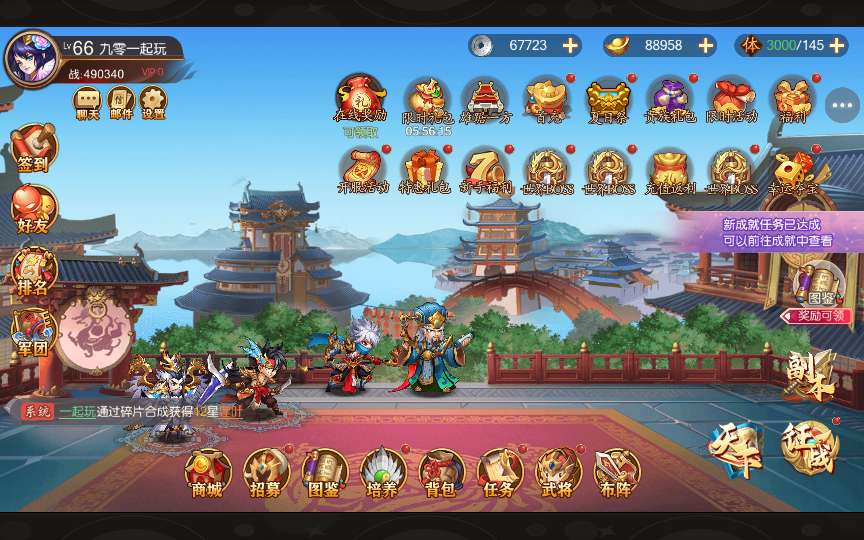 Lv66 九零一起玩
战:490340 VIP 0
67723
88958
体 3000/145
聊天 邮件 设置
在线奖励 限时礼包 雄踞一方 首充 夏日祭 贵族礼包 限时活动 福利
可领取 05:56:15
签到
开服活动 特惠礼包 新手福利 世界BOSS 世界BOSS 充值返利 世界BOSS 幸运夺宝
7
好友
新成就任务已达成
可以前往成就中查看
排名
图鉴
奖励可领
军团
副本
系统 一起玩通过碎片合成获得12星
天下 征战
商城 招募 图鉴 培养 背包 任务 武将 布阵